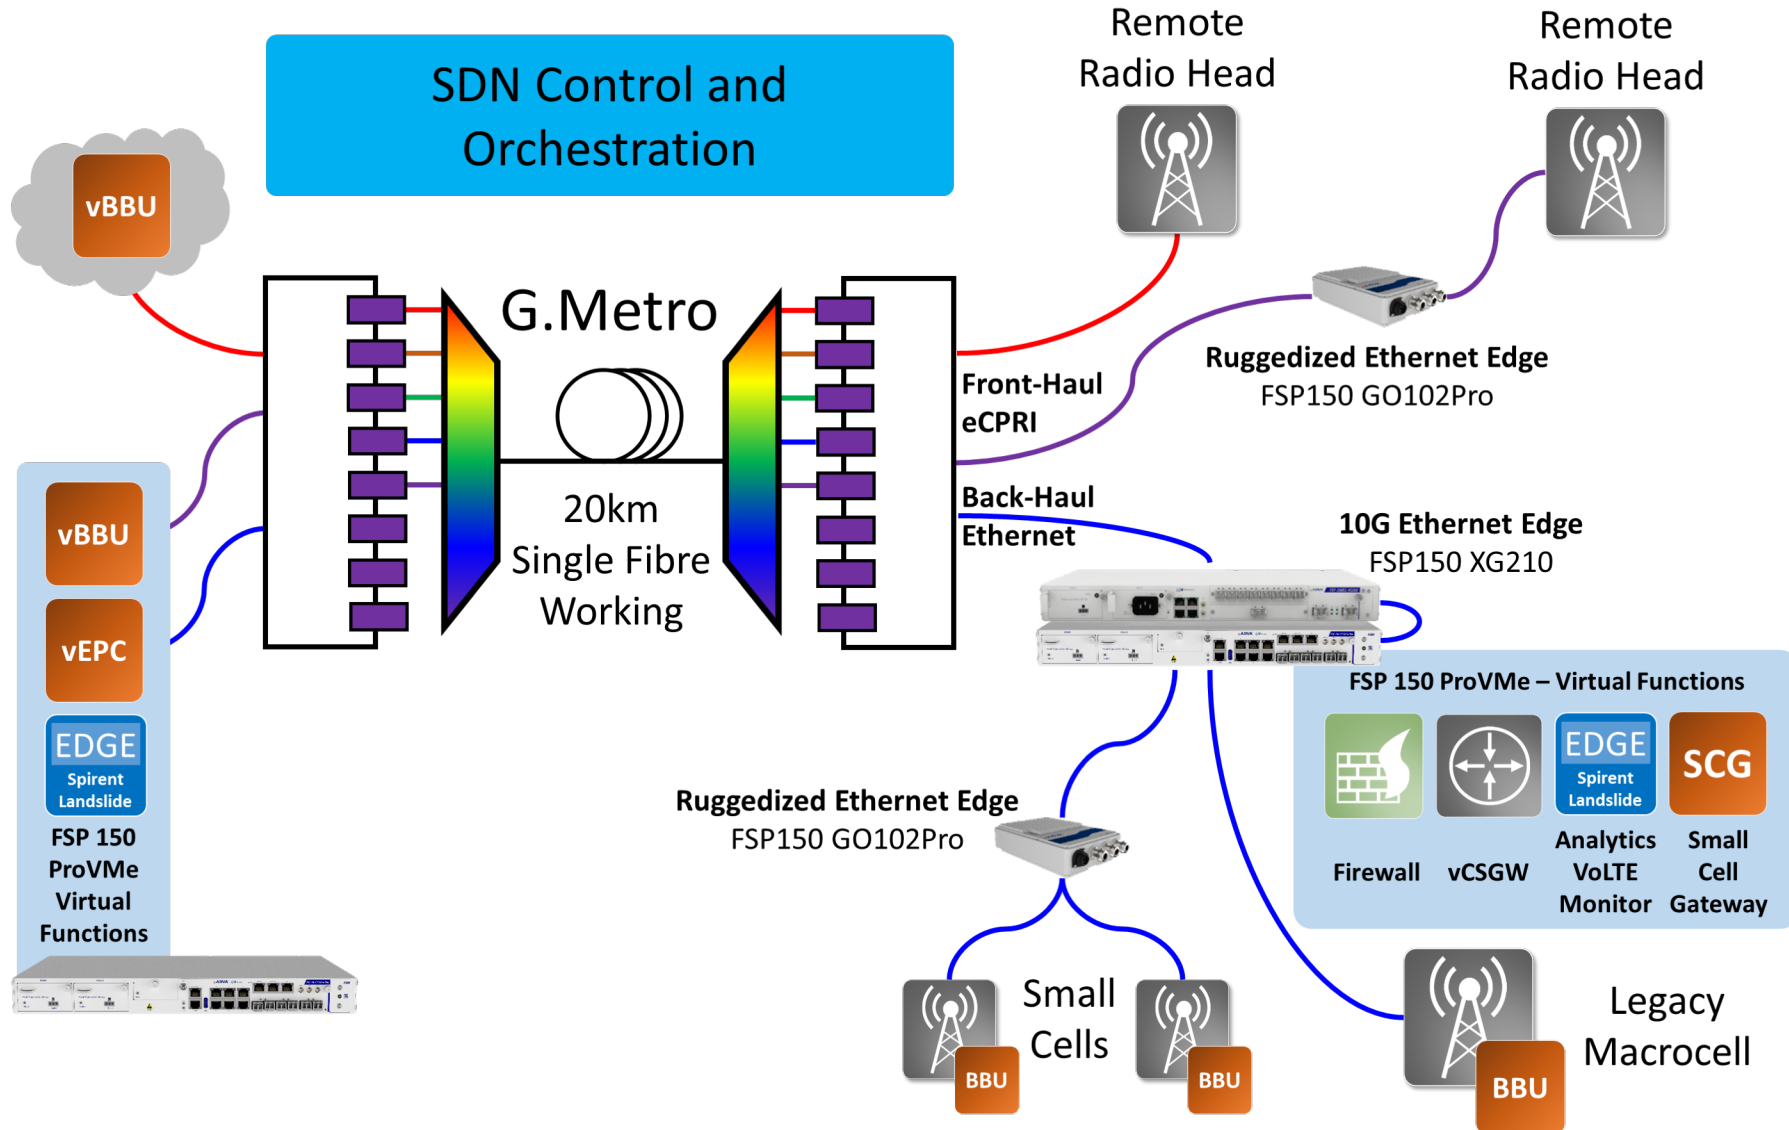 SDN Control and
Orchestration
Remote
Radio Head
Remote
Radio Head
vBBU
G.Metro
20km
Single Fibre
Working
Front-Haul
eCPRI
Back-Haul
Ethernet
Ruggedized Ethernet Edge
FSP150 GO102Pro
10G Ethernet Edge
FSP150 XG210
vBBU
vEPC
EDGE
Spirent
Landslide
FSP 150
ProVMe
Virtual
Functions
FSP 150 ProVMe – Virtual Functions
EDGE
Spirent
Landslide
SCG
Firewall
vCSGW
Analytics
VoLTE
Monitor
Small
Cell
Gateway
Ruggedized Ethernet Edge
FSP150 GO102Pro
Small
Cells
BBU
BBU
Legacy
Macrocell
BBU